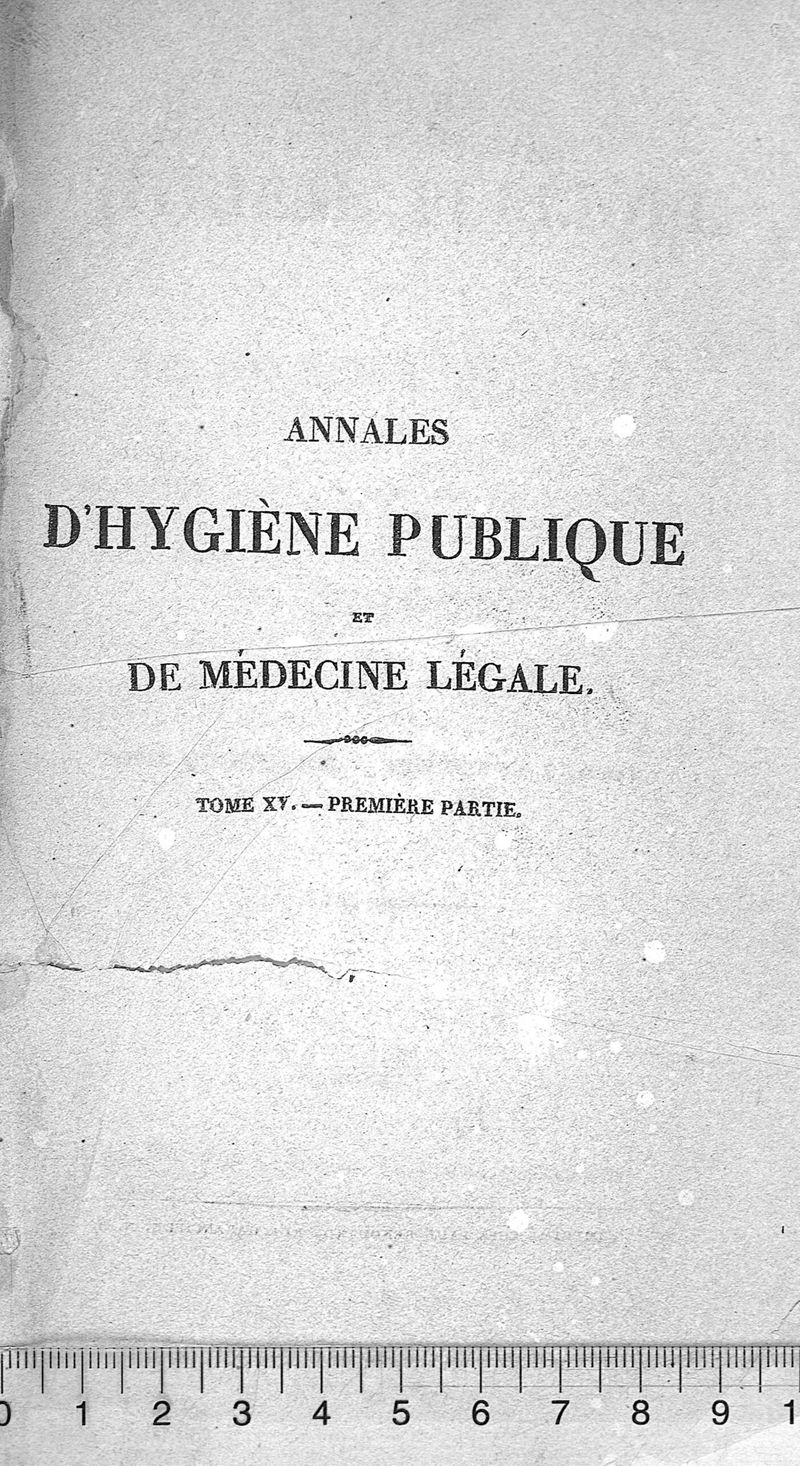 ANNALES
D'HYGIÈNE PUBLIQUE
ET
DE MÉDECINE LÉGALE.
TOME XV. — PREMIÈRE PARTIE.
0 1 2 3 4 5 6 7 8 9 1